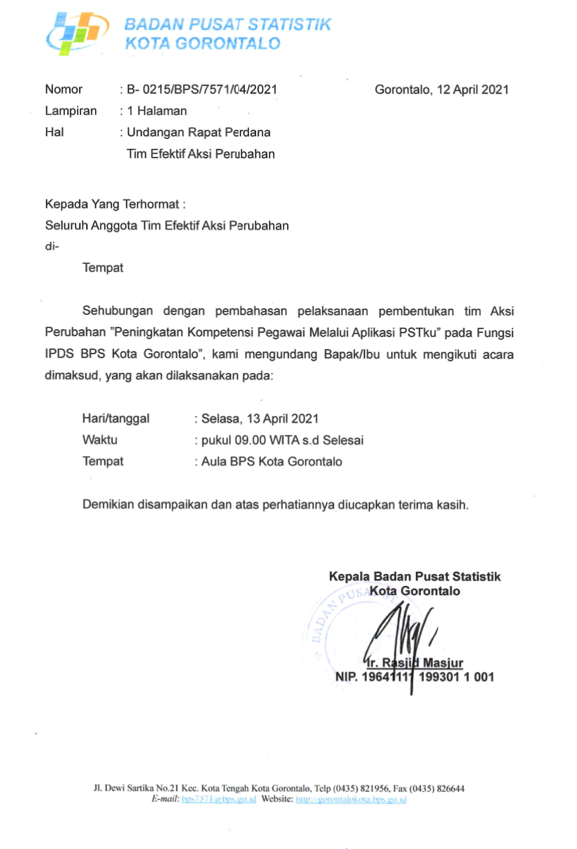 BADAN PUSAT STATISTIK
KOTA GORONTALO
Nomor : B- 0215/BPS/7571/04/2021 Gorontalo, 12 April 2021
Lampiran : 1 Halaman
Hal : Undangan Rapat Perdana
Tim Efektif Aksi Perubahan
Kepada Yang Terhormat :
Seluruh Anggota Tim Efektif Aksi Perubahan
di-
Tempat
Sehubungan dengan pembahasan pelaksanaan pembentukan tim Aksi
Perubahan "Peningkatan Kompetensi Pegawai Melalui Aplikasi PSTku" pada Fungsi
IPDS BPS Kota Gorontalo", kami mengundang Bapak/Ibu untuk mengikuti acara
dimaksud, yang akan dilaksanakan pada:
Hari/tanggal : Selasa, 13 April 2021
Waktu : pukul 09.00 WITA s.d Selesai
Tempat : Aula BPS Kota Gorontalo
Demikian disampaikan dan atas perhatiannya diucapkan terima kasih.
Kepala Badan Pusat Statistik
Kota Gorontalo
BADAN PUSA
Ir. Rasjid Masjur
NIP. 19641111 199301 1 001
Jl. Dewi Sartika No.21 Kec. Kota Tengah Kota Gorontalo, Telp (0435) 821956, Fax (0435) 826644
E-mail: bps7571@bps.go.id Website: http://gorontalokota.bps.go.id